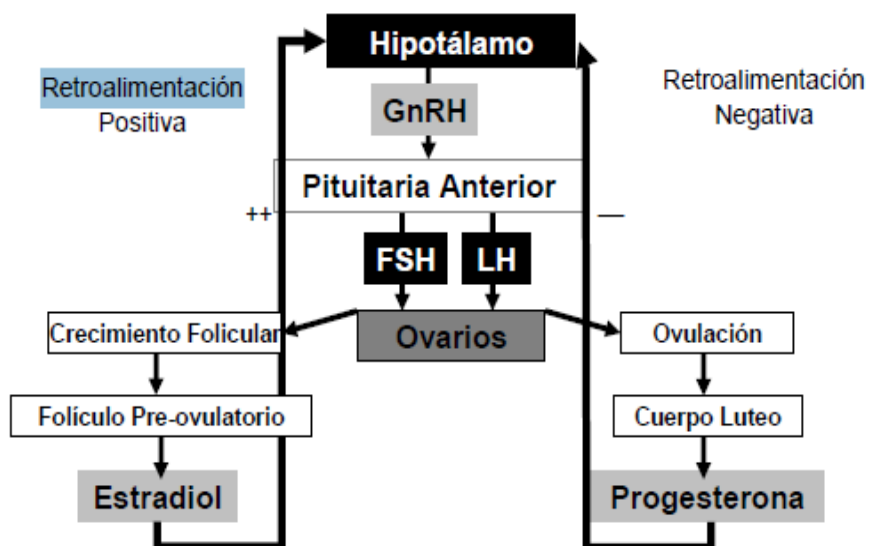 Hipotálamo
Retroalimentación
Positiva
Retroalimentación
Negativa
GnRH
Pituitaria Anterior
++
—
FSH
LH
Crecimiento Folicular
Ovarios
Ovulación
Folículo Pre-ovulatorio
Cuerpo Luteo
Estradiol
Progesterona